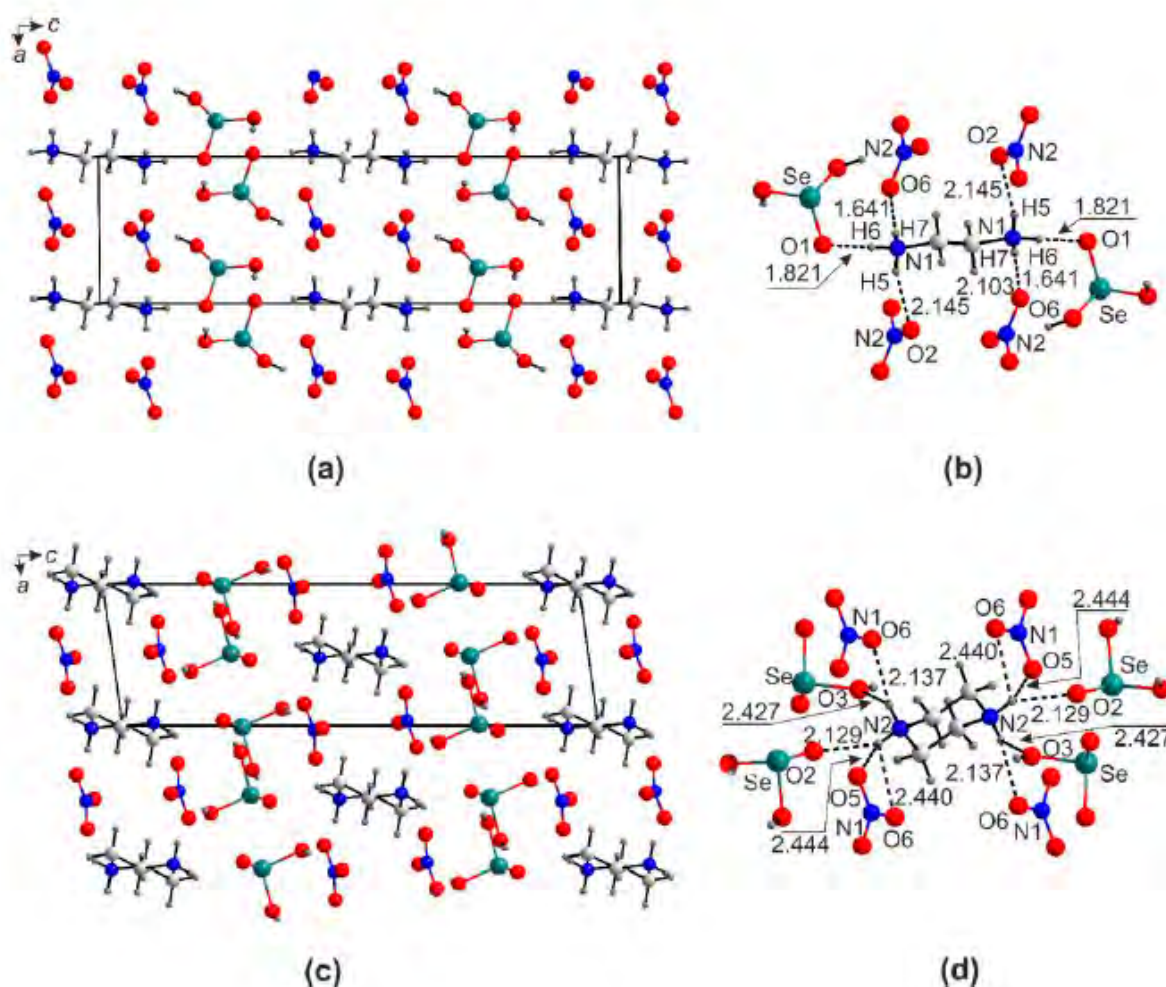 c
a
O2
N2
N2
Se
O6
2.145
H5
1.641
H7
N1
1.821
H6
O1
N1
H7
H6
O1
1.821
H5
2.103
1.641
2.145
O6
Se
N2
O2
N2
(a)
(b)
c
a
O6
O6
2.444
N1
N1
O6
2.440
Se
O5
Se
2.137
O3
2.427
N2
2.129
O2
2.129
N2
2.427
O2
O3
Se
2.137
Se
O5
2.440
2.444
N1
O6
O6
N1
(c)
(d)